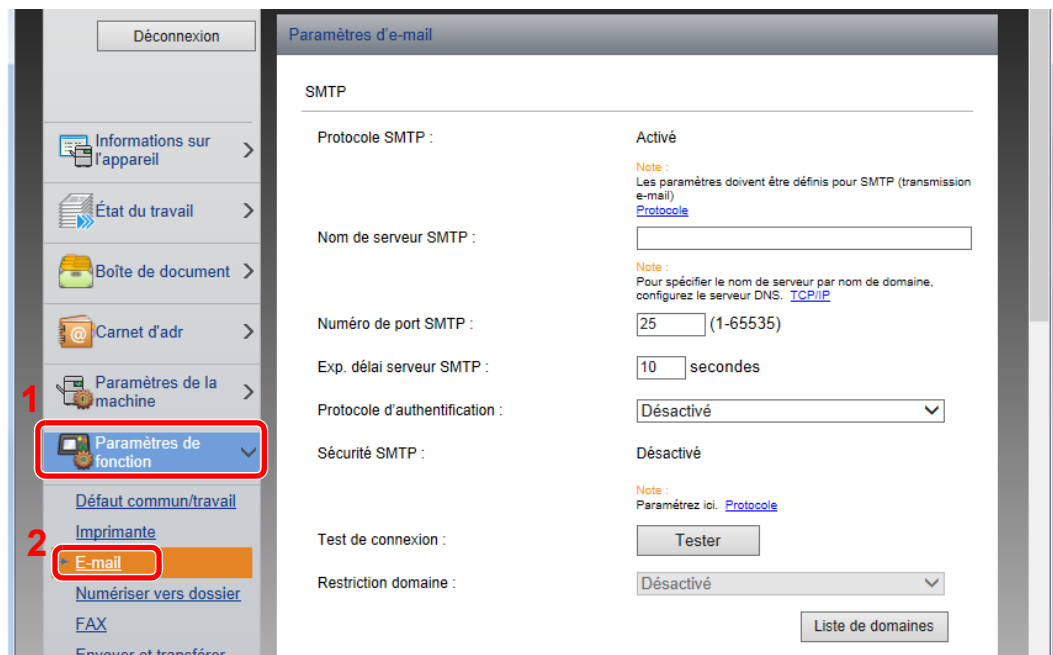 Déconnexion
Informations sur
l'appareil
État du travail
Boîte de document
Carnet d'adr
1
Paramètres de la
machine
Paramètres de
fonction
Défaut commun/travail
Imprimante
2
E-mail
Numériser vers dossier
FAX
Envoyer et transférer
Paramètres d'e-mail
SMTP
Protocole SMTP :
Activé
Note :
Les paramètres doivent être définis pour SMTP (transmission
e-mail)
Protocole
Nom de serveur SMTP :
Note :
Pour spécifier le nom de serveur par nom de domaine,
configurez le serveur DNS. TCP/IP
Numéro de port SMTP :
25 (1-65535)
Exp. délai serveur SMTP :
10 secondes
Protocole d'authentification :
Désactivé
Sécurité SMTP :
Désactivé
Note :
Paramétrez ici. Protocole
Test de connexion :
Tester
Restriction domaine :
Désactivé
Liste de domaines